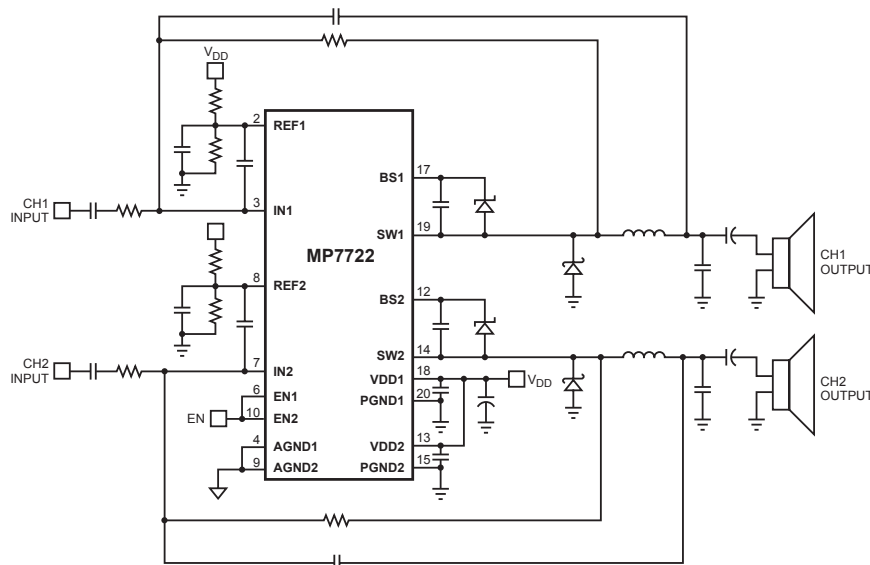 VDD
2
REF1
17
BS1
CH1
INPUT
3
IN1
19
SW1
MP7722
CH1
OUTPUT
8
REF2
12
BS2
CH2
INPUT
7
IN2
14
SW2
18
VDD1
VDD
CH2
OUTPUT
6
EN1
20
PGND1
EN
10
EN2
4
AGND1
13
VDD2
9
AGND2
15
PGND2